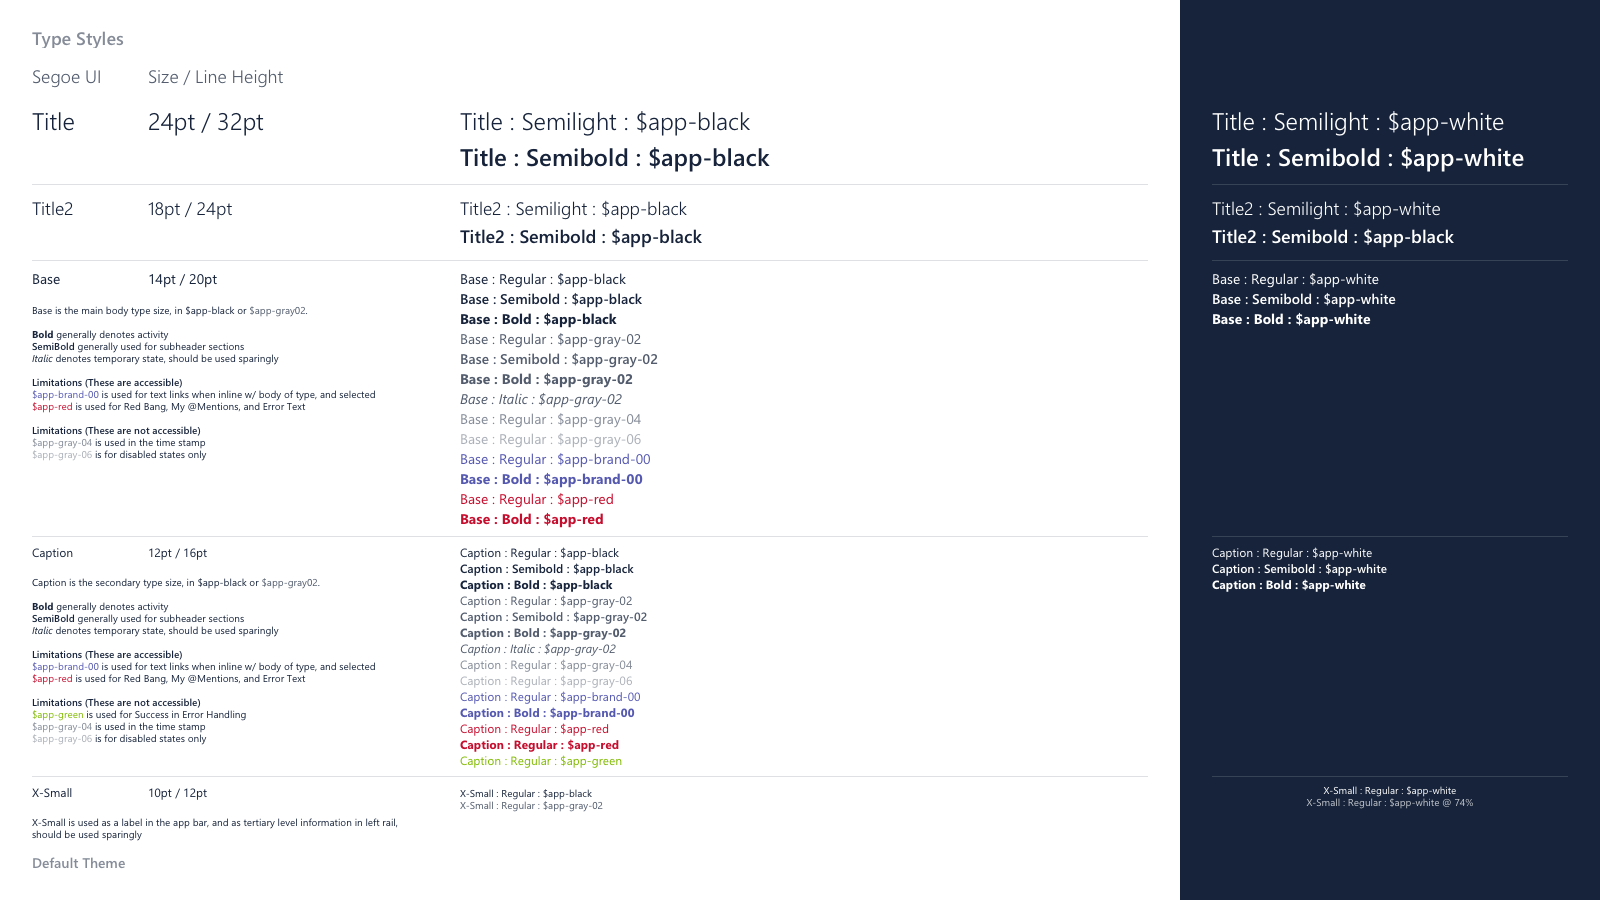 Type Styles
Segoe UI Size / Line Height
Title 24pt / 32pt
Title : Semilight : $app-black
Title : Semibold : $app-black
Title2 18pt / 24pt
Title2 : Semilight : $app-black
Title2 : Semibold : $app-black
Base 14pt / 20pt
Base is the main body type size, in $app-black or $app-gray02.
Bold generally denotes activity
SemiBold generally used for subheader sections
Italic denotes temporary state, should be used sparingly
Limitations (These are accessible)
$app-brand-00 is used for text links when inline w/ body of type, and selected
$app-red is used for Red Bang, My @Mentions, and Error Text
Limitations (These are not accessible)
$app-gray-04 is used in the time stamp
$app-gray-06 is for disabled states only
Base : Regular : $app-black
Base : Semibold : $app-black
Base : Bold : $app-black
Base : Regular : $app-gray-02
Base : Semibold : $app-gray-02
Base : Bold : $app-gray-02
Base : Italic : $app-gray-02
Base : Regular : $app-gray-04
Base : Regular : $app-gray-06
Base : Regular : $app-brand-00
Base : Bold : $app-brand-00
Base : Regular : $app-red
Base : Bold : $app-red
Caption 12pt / 16pt
Caption is the secondary type size, in $app-black or $app-gray02.
Bold generally denotes activity
SemiBold generally used for subheader sections
Italic denotes temporary state, should be used sparingly
Limitations (These are accessible)
$app-brand-00 is used for text links when inline w/ body of type, and selected
$app-red is used for Red Bang, My @Mentions, and Error Text
Limitations (These are not accessible)
$app-green is used for Success in Error Handling
$app-gray-04 is used in the time stamp
$app-gray-06 is for disabled states only
Caption : Regular : $app-black
Caption : Semibold : $app-black
Caption : Bold : $app-black
Caption : Regular : $app-gray-02
Caption : Semibold : $app-gray-02
Caption : Bold : $app-gray-02
Caption : Italic : $app-gray-02
Caption : Regular : $app-gray-04
Caption : Regular : $app-gray-06
Caption : Regular : $app-brand-00
Caption : Bold : $app-brand-00
Caption : Regular : $app-red
Caption : Regular : $app-red
Caption : Regular : $app-green
X-Small 10pt / 12pt
X-Small is used as a label in the app bar, and as tertiary level information in left rail,
should be used sparingly
X-Small : Regular : $app-black
X-Small : Regular : $app-gray-02
Default Theme
Title : Semilight : $app-white
Title : Semibold : $app-white
Title2 : Semilight : $app-white
Title2 : Semibold : $app-black
Base : Regular : $app-white
Base : Semibold : $app-white
Base : Bold : $app-white
Caption : Regular : $app-white
Caption : Semibold : $app-white
Caption : Bold : $app-white
X-Small : Regular : $app-white
X-Small : Regular : $app-white @ 74%